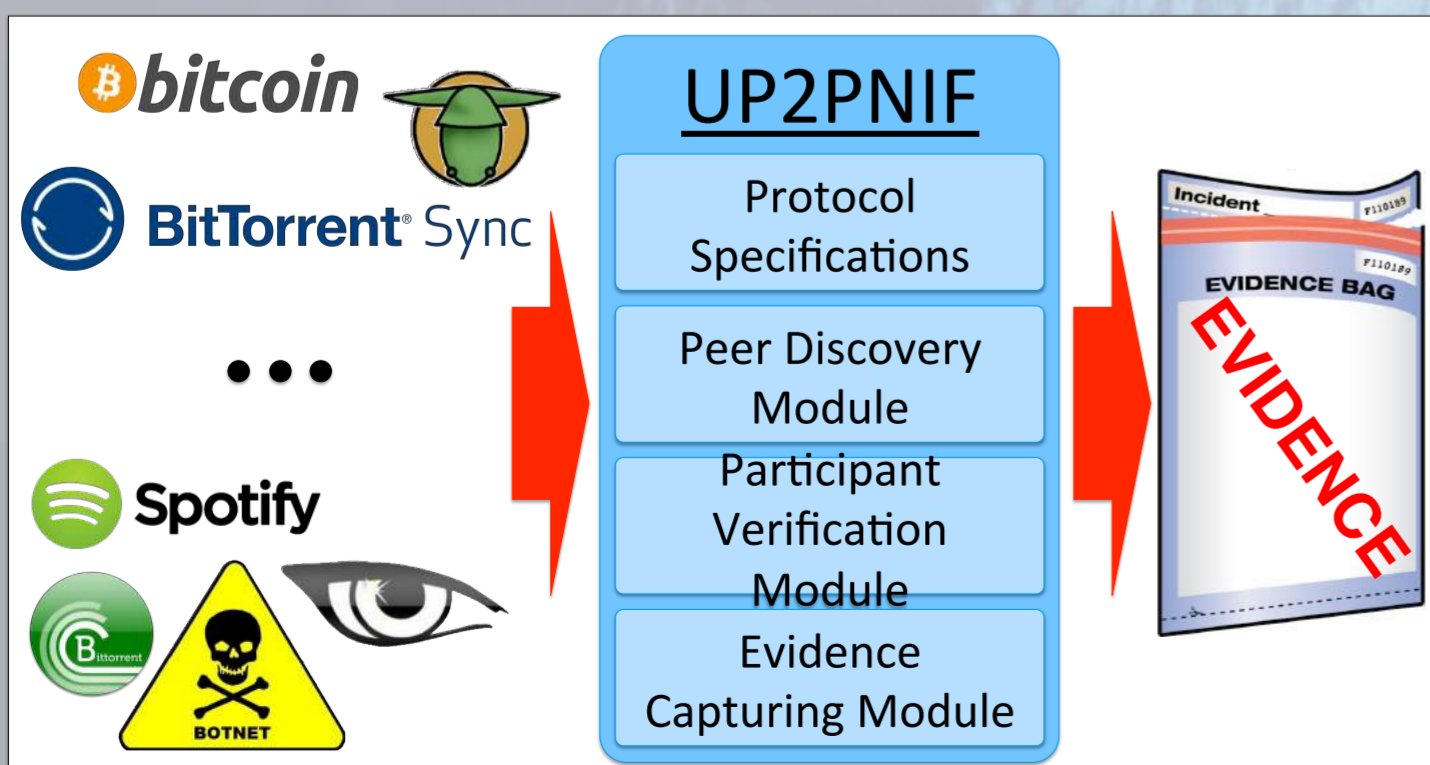 bitcoin
BitTorrent® Sync
...
Spotify
Bittorrent
BOTNET
UP2PNIF
Protocol
Specifications
Peer Discovery
Module
Participant
Verification
Module
Evidence
Capturing Module
Incident
F110189
F110189
EVIDENCE BAG
EVIDENCE